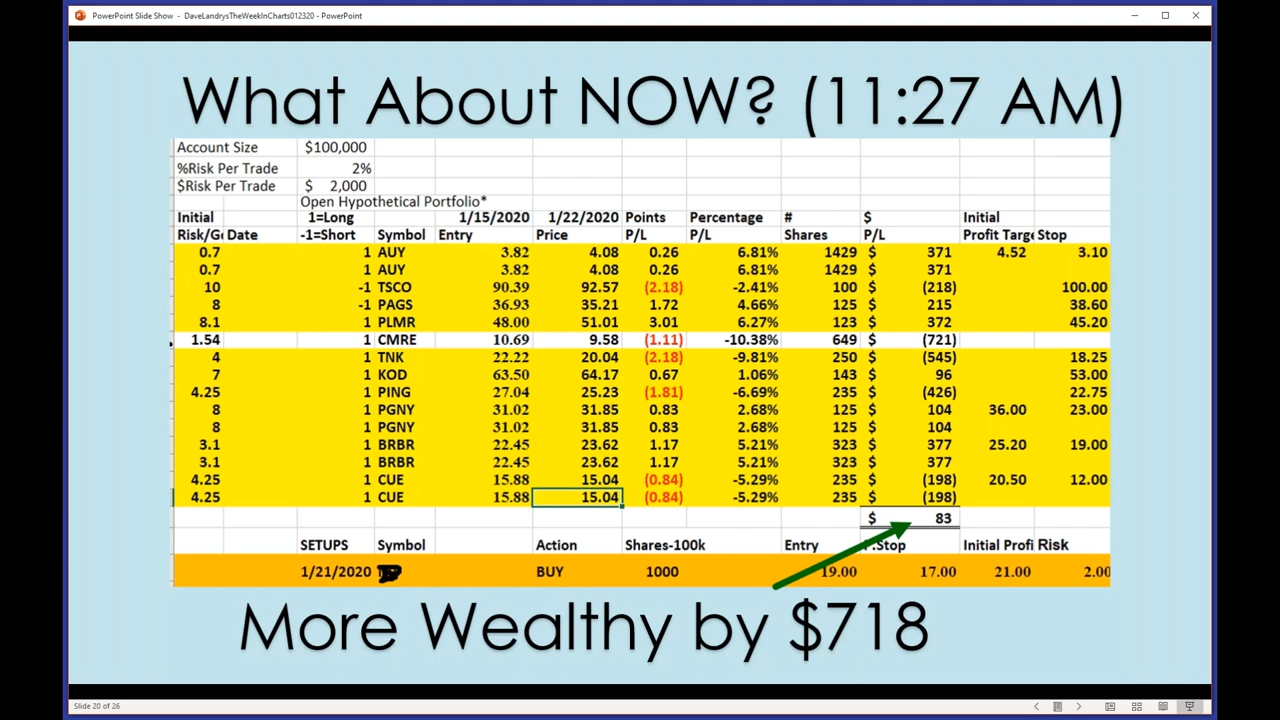 PowerPoint Slide Show - DaveLandrysTheWeekInCharts012320 - PowerPoint
What About NOW? (11:27 AM)
Account Size $100,000
%Risk Per Trade 2%
$Risk Per Trade $ 2,000
Open Hypothetical Portfolio*
Initial 1=Long 1/15/2020 1/22/2020 Points Percentage # $ Initial
Risk/Gu Date -1=Short Symbol Entry Price P/L P/L Shares P/L Profit Targe Stop
0.7 1 AUY 3.82 4.08 0.26 6.81% 1429 $ 371 4.52 3.10
0.7 1 AUY 3.82 4.08 0.26 6.81% 1429 $ 371
10 -1 TSCO 90.39 92.57 (2.18) -2.41% 100 $ (218) 100.00
8 -1 PAGS 36.93 35.21 1.72 4.66% 125 $ 215 38.60
8.1 1 PLMR 48.00 51.01 3.01 6.27% 123 $ 372 45.20
1.54 1 CMRE 10.69 9.58 (1.11) -10.38% 649 $ (721)
4 1 TNK 22.22 20.04 (2.18) -9.81% 250 $ (545) 18.25
7 1 KOD 63.50 64.17 0.67 1.06% 143 $ 96 53.00
4.25 1 PING 27.04 25.23 (1.81) -6.69% 235 $ (426) 22.75
8 1 PGNY 31.02 31.85 0.83 2.68% 125 $ 104 36.00 23.00
8 1 PGNY 31.02 31.85 0.83 2.68% 125 $ 104
3.1 1 BRBR 22.45 23.62 1.17 5.21% 323 $ 377 25.20 19.00
3.1 1 BRBR 22.45 23.62 1.17 5.21% 323 $ 377
4.25 1 CUE 15.88 15.04 (0.84) -5.29% 235 $ (198) 20.50 12.00
4.25 1 CUE 15.88 15.04 (0.84) -5.29% 235 $ (198)
$ 83
SETUPS Symbol Action Shares-100k Entry P.Stop Initial Profi Risk
1/21/2020 BUY 1000 19.00 17.00 21.00 2.00
More Wealthy by $718
Slide 20 of 26